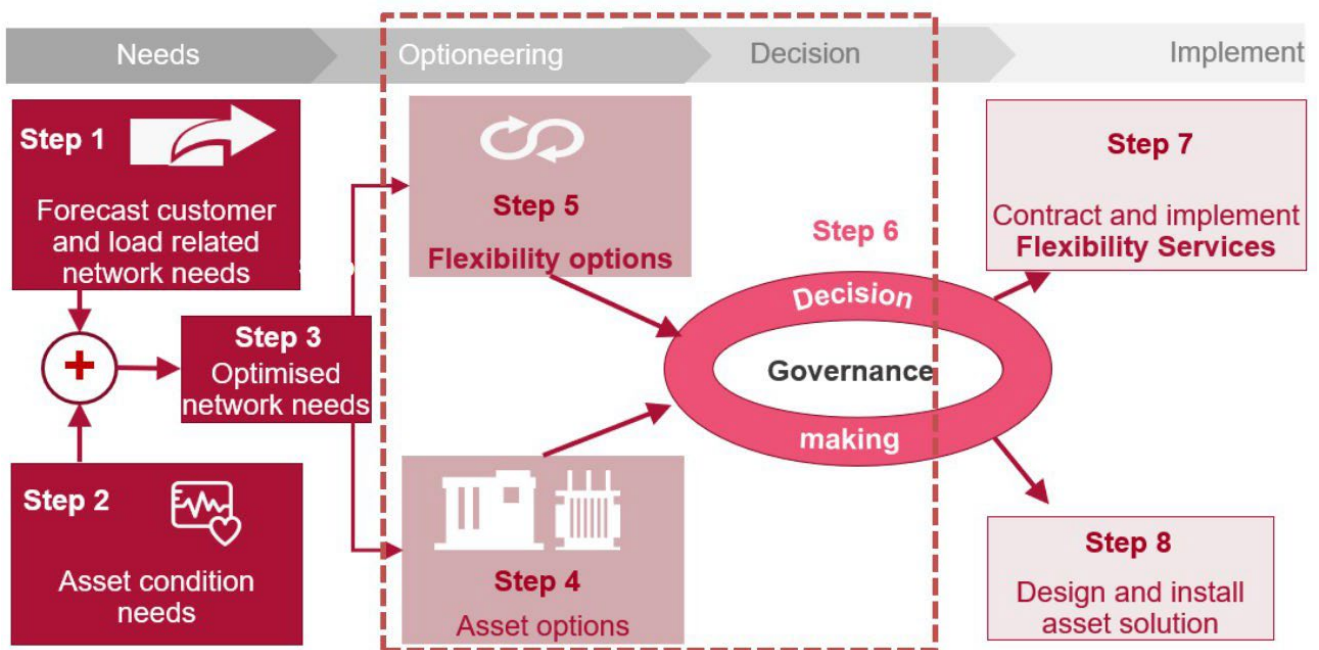 Needs
Optioneering
Decision
Implement
Step 1
Forecast customer
and load related
network needs
+
Step 2
Asset condition
needs
Step 3
Optimised
network needs
Step 5
Flexibility options
Step 4
Asset options
Step 6
Decision
Governance
making
Step 7
Contract and implement
Flexibility Services
Step 8
Design and install
asset solution